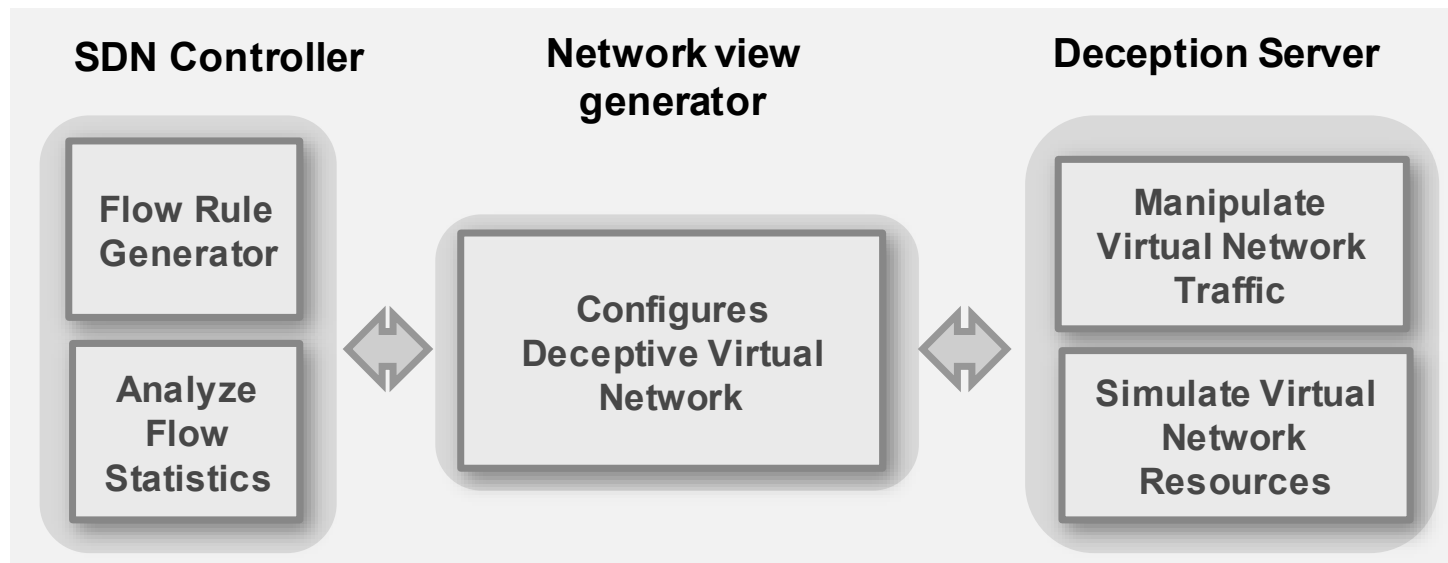 SDN Controller
Flow Rule
Generator
Analyze
Flow
Statistics
Network view
generator
Configures
Deceptive Virtual
Network
Deception Server
Manipulate
Virtual Network
Traffic
Simulate Virtual
Network
Resources